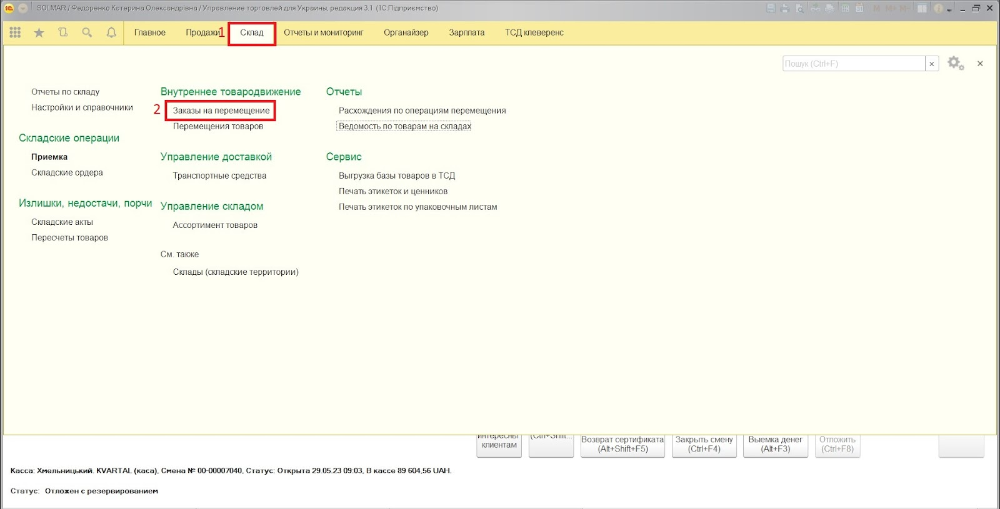 SOLMAR / Федоренко Катерина Олександрівна / Управление торговлей для Украины, редакция 3.1 (1С:Підприємство)
Главное Продажи 1 Склад Отчеты и мониторинг Органайзер Зарплата ТСД клеверенс
Пошук (Ctrl+F)
Отчеты по складу
Настройки и справочники
Складские операции
Приемка
Складские ордера
Излишки, недостачи, порчи
Складские акты
Пересчеты товаров
Внутреннее товародвижение
2 Заказы на перемещение
Перемещения товаров
Управление доставкой
Транспортные средства
Управление складом
Ассортимент товаров
См. также
Склады (складские территории)
Отчеты
Расхождения по операциям перемещения
Ведомость по товарам на складах
Сервис
Выгрузка базы товаров в ТСД
Печать этикеток и ценников
Печать этикеток по упаковочным листам
интересны
клиентам
(Ctrl+Shift...
Возврат сертификата
(Alt+Shift+F5)
Закрыть смену
(Ctrl+F4)
Выемка денег
(Alt+F3)
Отложить
(Ctrl+F8)
Касса: Хмельницький. KVARTAL (каса), Смена № 00-00007040, Статус: Открыта 29.05.23 09:03, В кассе 89 604,56 UAH.
Статус: Отложен с резервированием